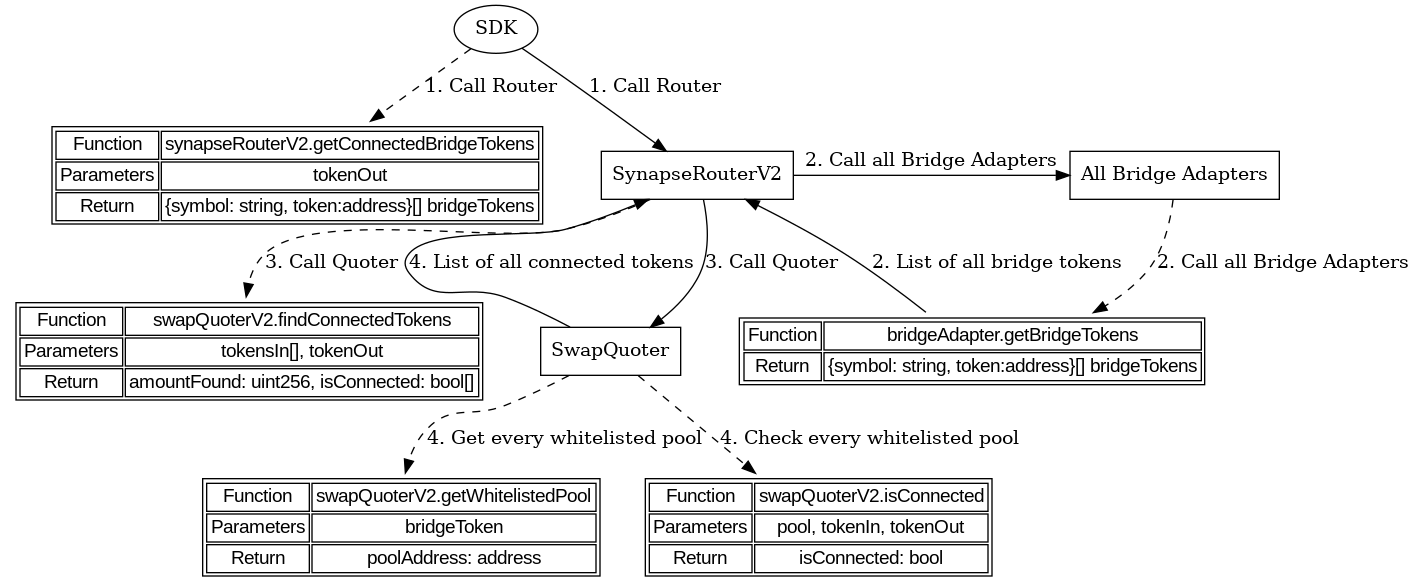 SDK
1. Call Router
1. Call Router
Function synapseRouterV2.getConnectedBridgeTokens
Parameters tokenOut
Return {symbol: string, token:address}[] bridgeTokens
SynapseRouterV2
2. Call all Bridge Adapters
All Bridge Adapters
3. Call Quoter
4. List of all connected tokens
3. Call Quoter
2. List of all bridge tokens
2. Call all Bridge Adapters
Function swapQuoterV2.findConnectedTokens
Parameters tokensIn[], tokenOut
Return amountFound: uint256, isConnected: bool[]
SwapQuoter
Function bridgeAdapter.getBridgeTokens
Return {symbol: string, token:address}[] bridgeTokens
4. Get every whitelisted pool
4. Check every whitelisted pool
Function swapQuoterV2.getWhitelistedPool
Parameters bridgeToken
Return poolAddress: address
Function swapQuoterV2.isConnected
Parameters pool, tokenIn, tokenOut
Return isConnected: bool